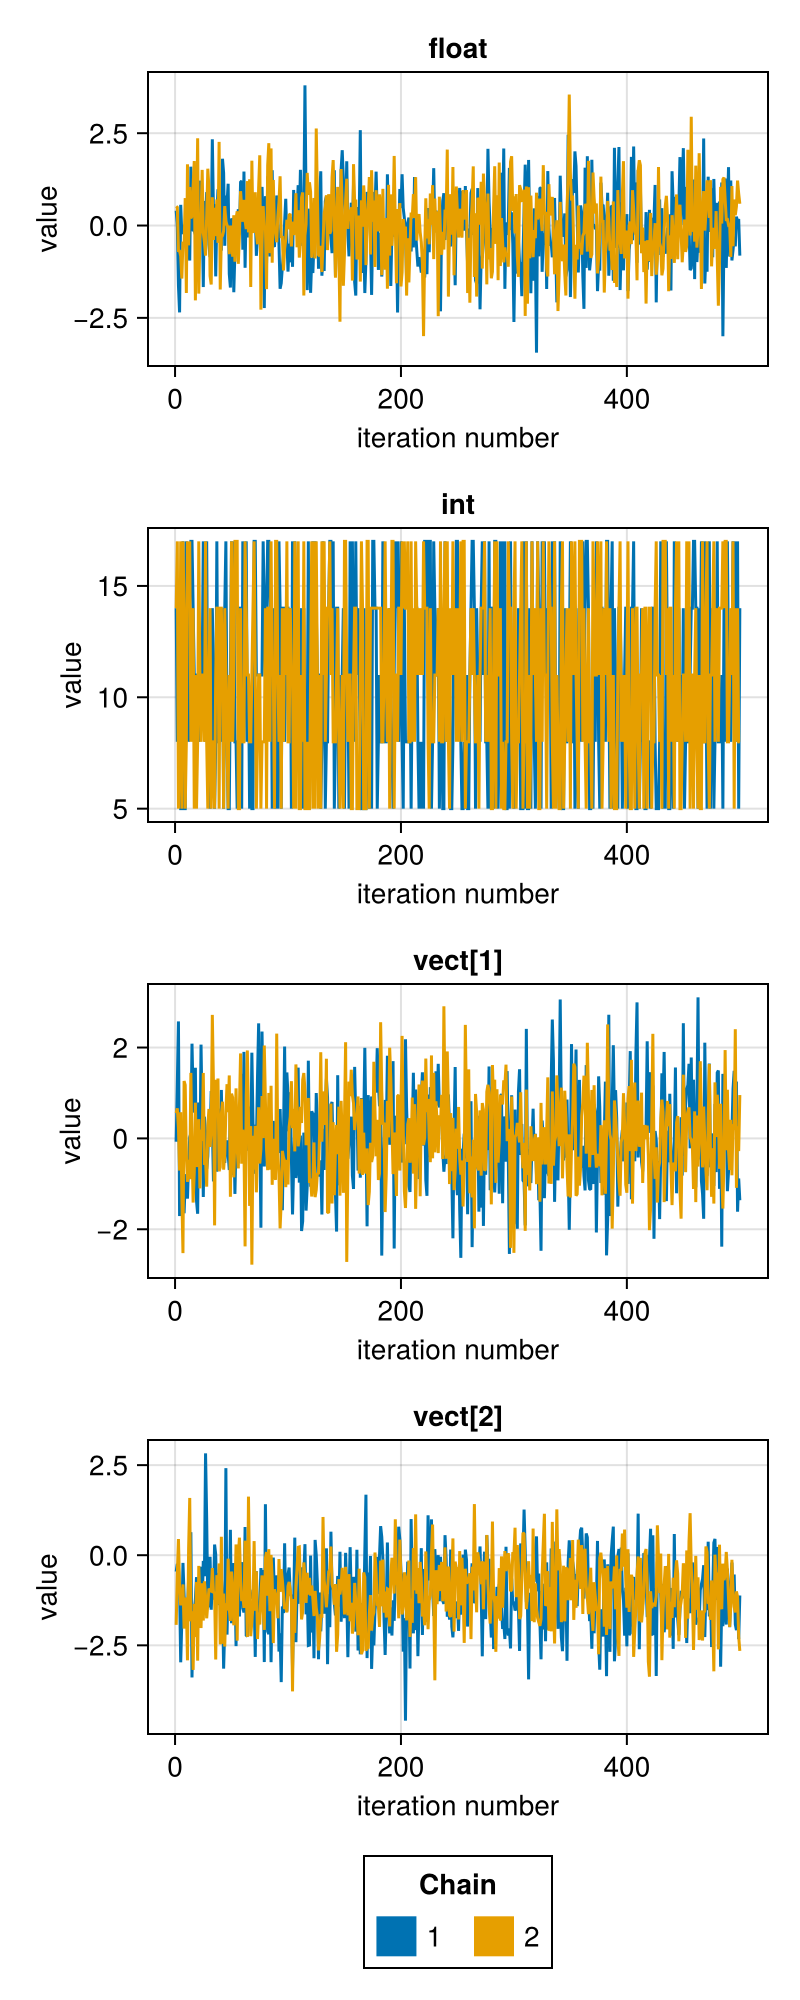 float
2.5
0.0
−2.5
value
0 200 400
iteration number
int
15
10
5
value
0 200 400
iteration number
vect[1]
2
0
−2
value
0 200 400
iteration number
vect[2]
2.5
0.0
−2.5
value
0 200 400
iteration number
Chain
1 2